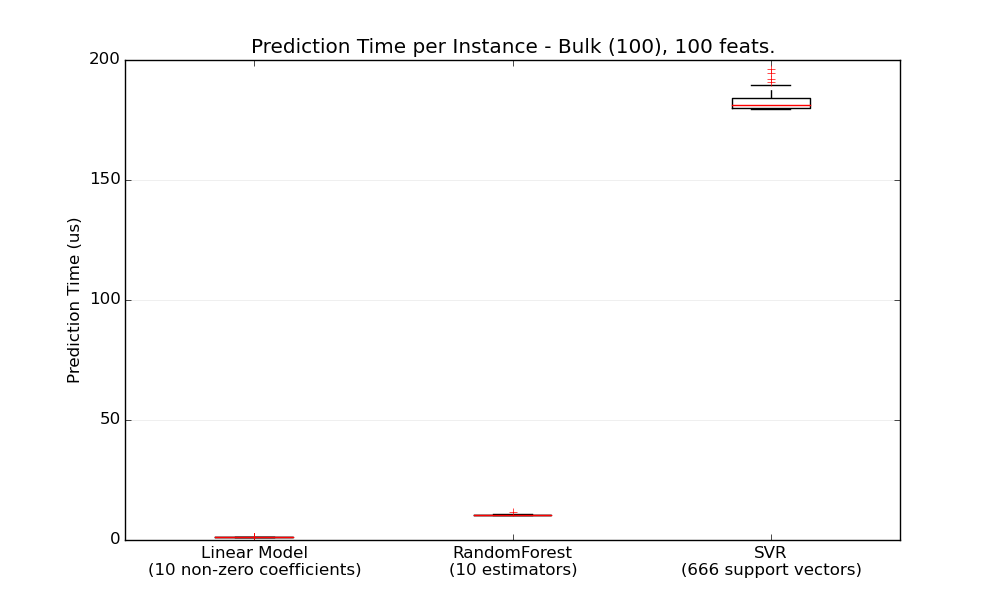 Prediction Time per Instance - Bulk (100), 100 feats.
200
150
100
50
0
Prediction Time (us)
Linear Model
(10 non-zero coefficients)
RandomForest
(10 estimators)
SVR
(666 support vectors)